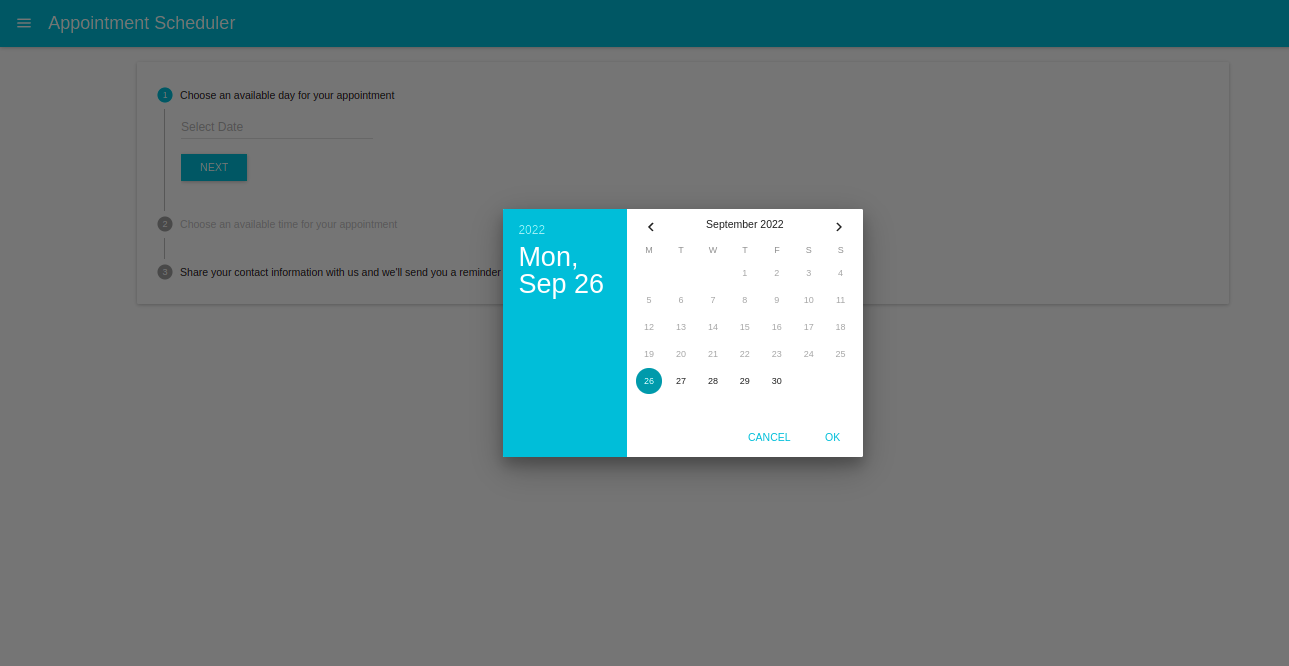 Appointment Scheduler
1 Choose an available day for your appointment
Select Date
NEXT
2 Choose an available time for your appointment
3 Share your contact information with us and we'll send you a reminder
2022
Mon,
Sep 26
September 2022
M T W T F S S
1 2 3 4
5 6 7 8 9 10 11
12 13 14 15 16 17 18
19 20 21 22 23 24 25
26 27 28 29 30
CANCEL OK